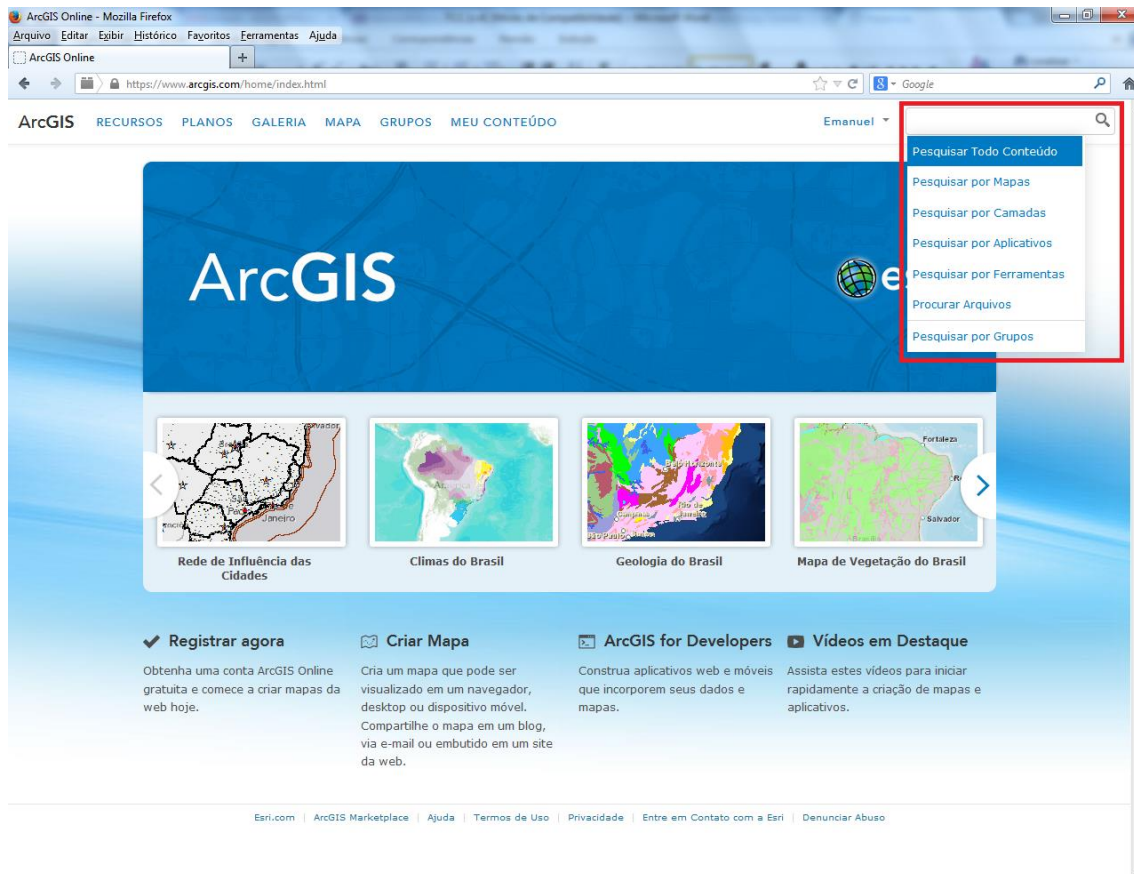 ArcGIS Online - Mozilla Firefox
Arquivo Editar Exibir Histórico Favoritos Ferramentas Ajuda
ArcGIS Online
https://www.arcgis.com/home/index.html
Google
ArcGIS RECURSOS PLANOS GALERIA MAPA GRUPOS MEU CONTEÚDO Emanuel
Pesquisar Todo Conteúdo
Pesquisar por Mapas
Pesquisar por Camadas
Pesquisar por Aplicativos
Pesquisar por Ferramentas
Procurar Arquivos
Pesquisar por Grupos
ArcGIS
Janeiro
Belo Horizonte
Fortaleza
Salvador
Rede de Influência das
Cidades
Climas do Brasil
Geologia do Brasil
Mapa de Vegetação do Brasil
Registrar agora
Obtenha uma conta ArcGIS Online
gratuita e comece a criar mapas da
web hoje.
Criar Mapa
Cria um mapa que pode ser
visualizado em um navegador,
desktop ou dispositivo móvel.
Compartilhe o mapa em um blog,
via e-mail ou embutido em um site
da web.
ArcGIS for Developers
Construa aplicativos web e móveis
que incorporem seus dados e
mapas.
Vídeos em Destaque
Assista estes vídeos para iniciar
rapidamente a criação de mapas e
aplicativos.
Esri.com | ArcGIS Marketplace | Ajuda | Termos de Uso | Privacidade | Entre em Contato com a Esri | Denunciar Abuso